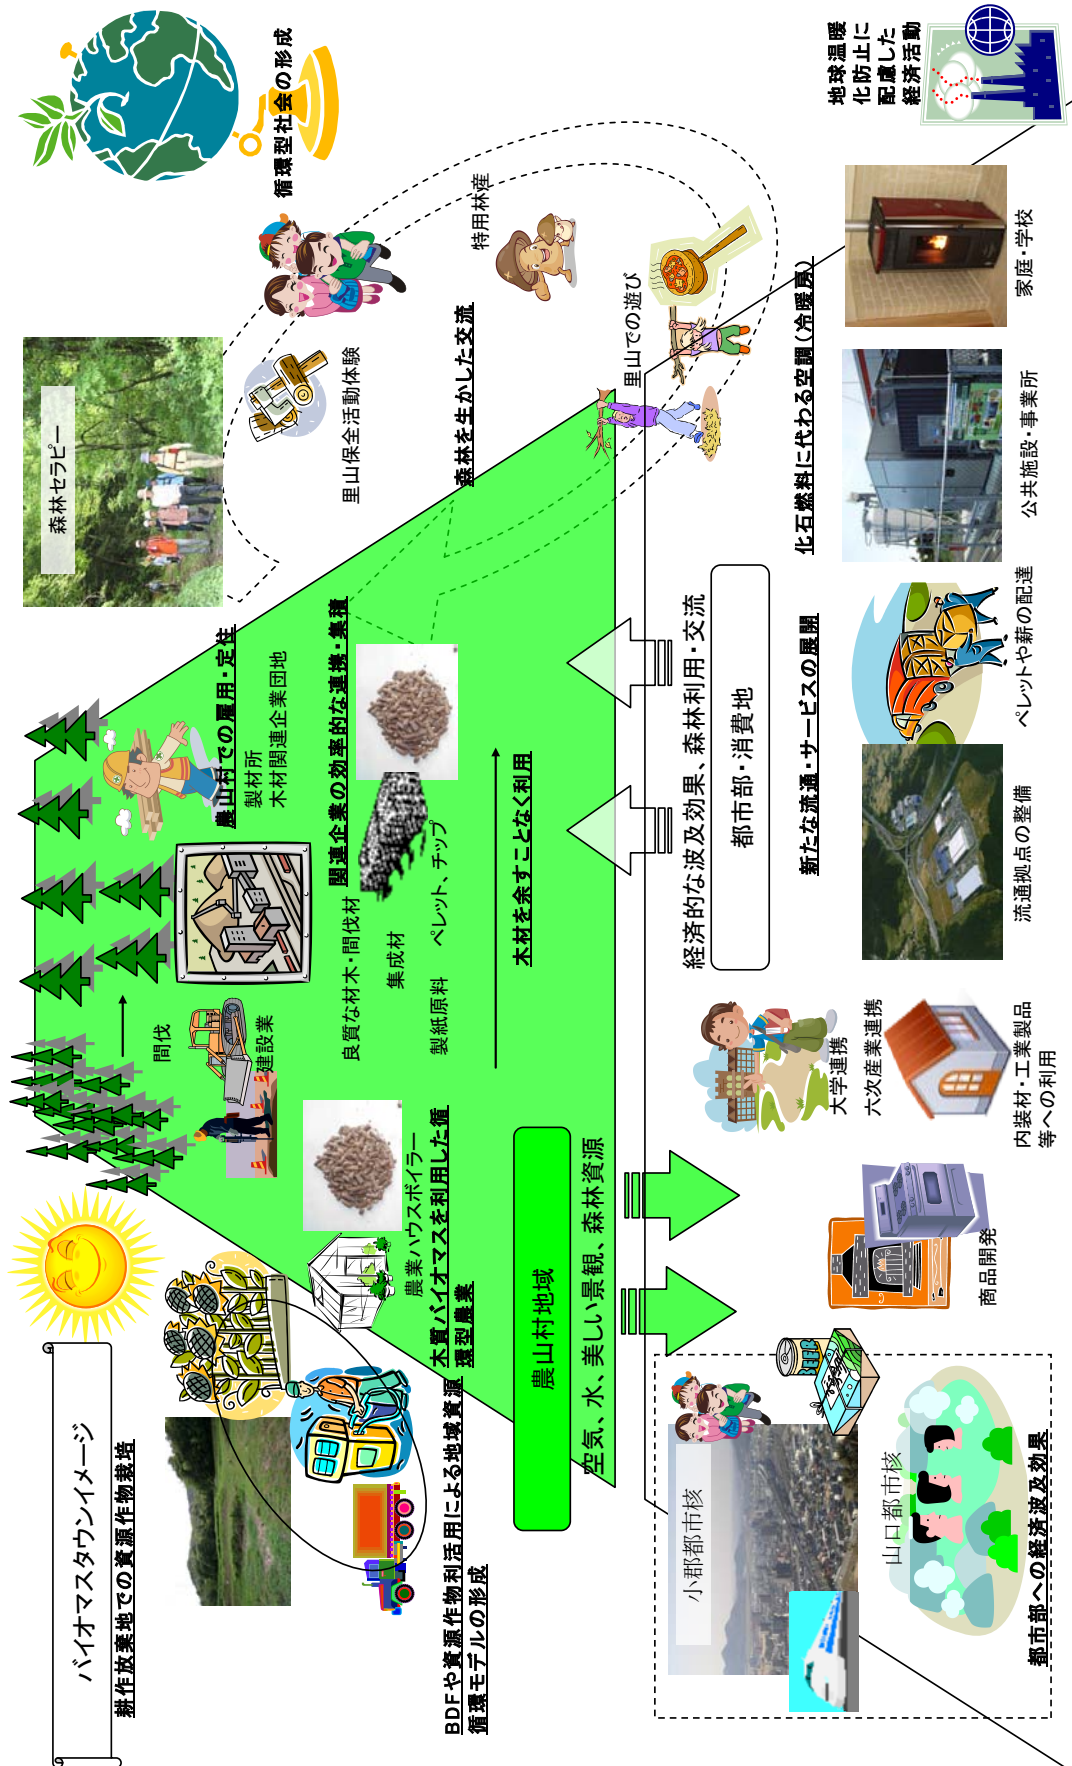 バイオマスタウンイメージ
耕作放棄地での資源作物栽培
BDFや資源作物利活用による地域資源
循環モデルの形成
間伐
建設業
農業ハウスボイラー
木質バイオマスを利用した循
環型農業
農山村での雇用・定住
製材所
木材関連企業団地
関連企業の効率的な連携・集積
良質な材木・間伐材
集成材
製紙原料
ペレット、チップ
木材を余すことなく利用
森林セラピー
里山保全活動体験
森林を生かした交流
特用林産
里山での遊び
循環型社会の形成
地球温暖
化防止に
配慮した
経済活動
農山村地域
空気、水、美しい景観、森林資源
経済的な波及効果、森林利用・交流
都市部・消費地
小郡都市核
山口都市核
都市部への経済波及効果
BEER
商品開発
大学連携
六次産業連携
内装材・工業製品
等への利用
新たな流通・サービスの展開
流通拠点の整備
ペレットや薪の配達
化石燃料に代わる空調(冷暖房)
公共施設・事業所
家庭・学校